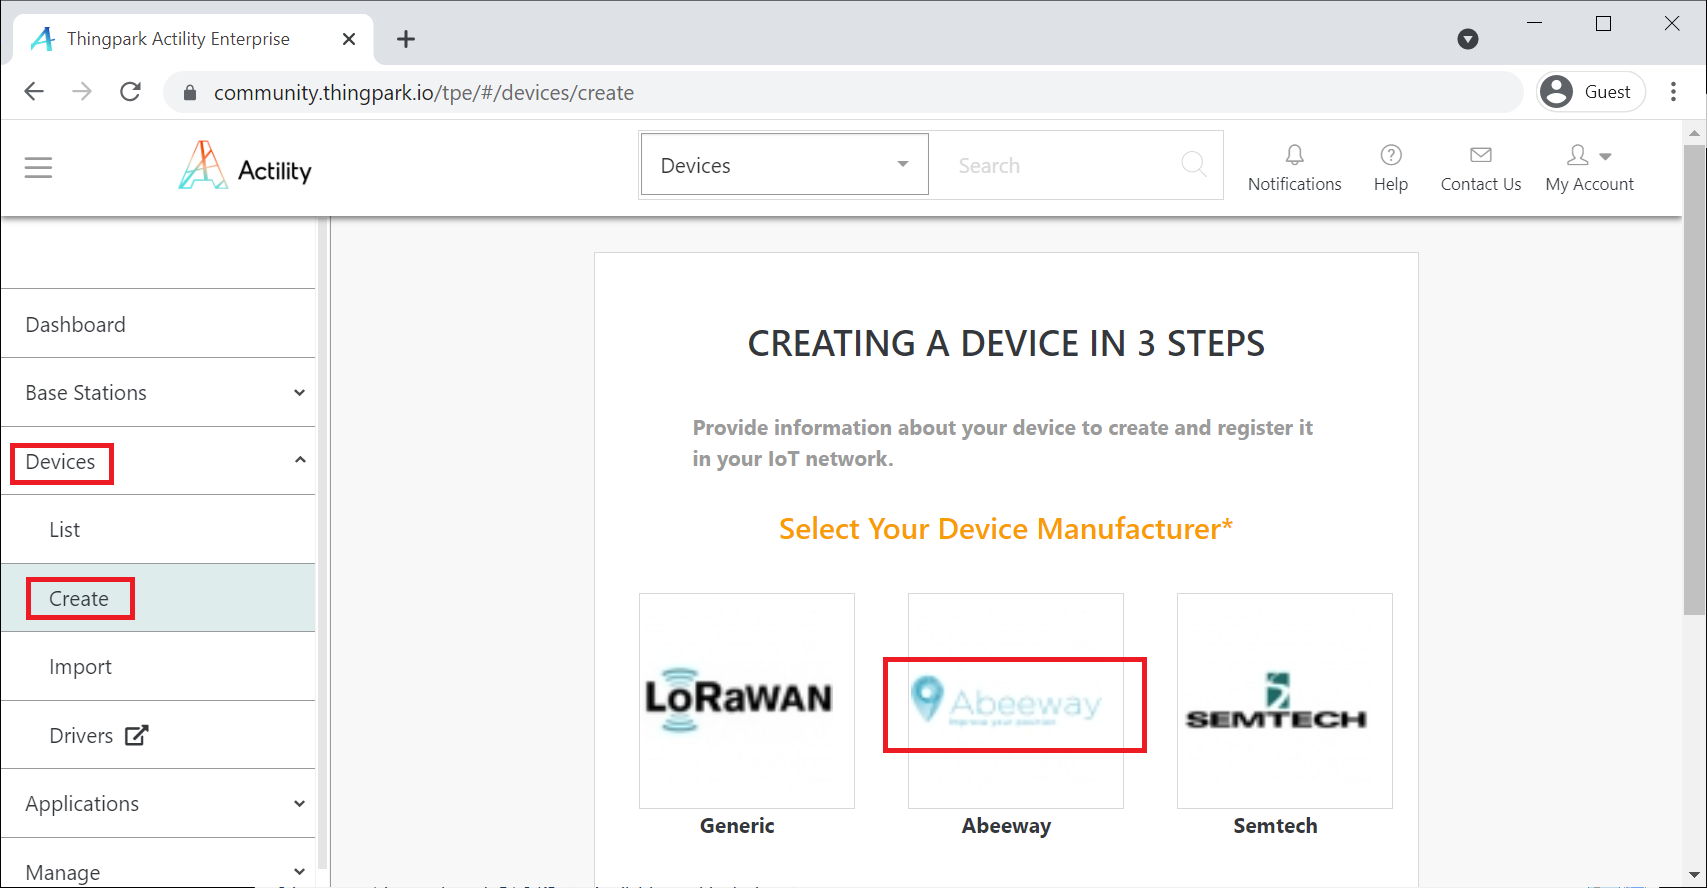 Thingpark Actility Enterprise
community.thingpark.io/tpe/#/devices/create
Guest
Actility
Devices
Search
Notifications
Help
Contact Us
My Account
Dashboard
Base Stations
Devices
List
Create
Import
Drivers
Applications
Manage
CREATING A DEVICE IN 3 STEPS
Provide information about your device to create and register it
in your IoT network.
Select Your Device Manufacturer*
LoRaWAN
Abeeway
SEMTECH
Generic
Abeeway
Semtech